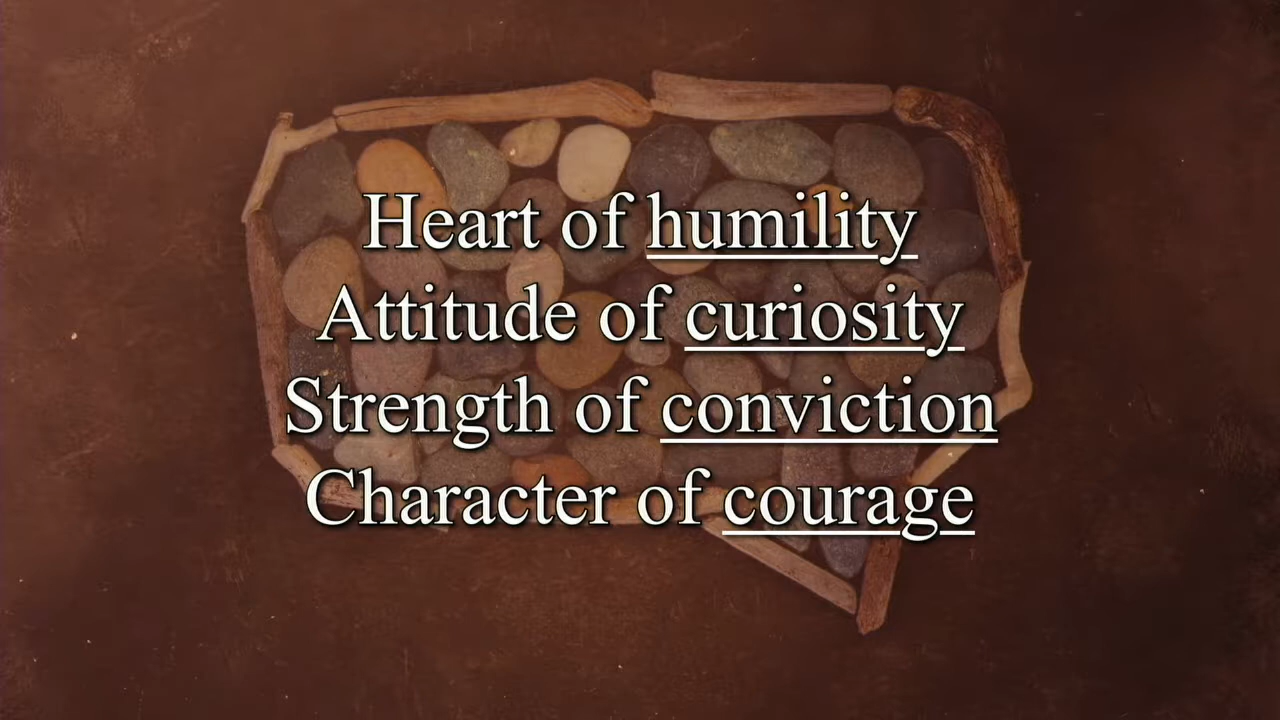 Heart of humility
Attitude of curiosity
Strength of conviction
Character of courage